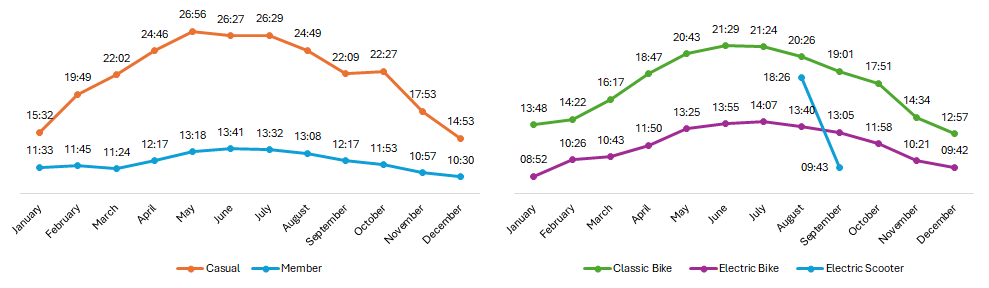 26:56
26:27
26:29
24:46
24:49
22:02
22:09
22:27
19:49
17:53
15:32
14:53
11:33
11:45
11:24
12:17
13:18
13:41
13:32
13:08
12:17
11:53
10:57
10:30
January
February
March
April
May
June
July
August
September
October
November
December
Casual
Member
21:29
21:24
20:43
20:26
19:01
18:47
18:26
17:51
16:17
14:34
13:48
14:22
12:57
13:25
13:55
14:07
13:40
13:05
11:50
11:58
10:43
10:26
10:21
09:42
08:52
09:43
January
February
March
April
May
June
July
August
September
October
November
December
Classic Bike
Electric Bike
Electric Scooter